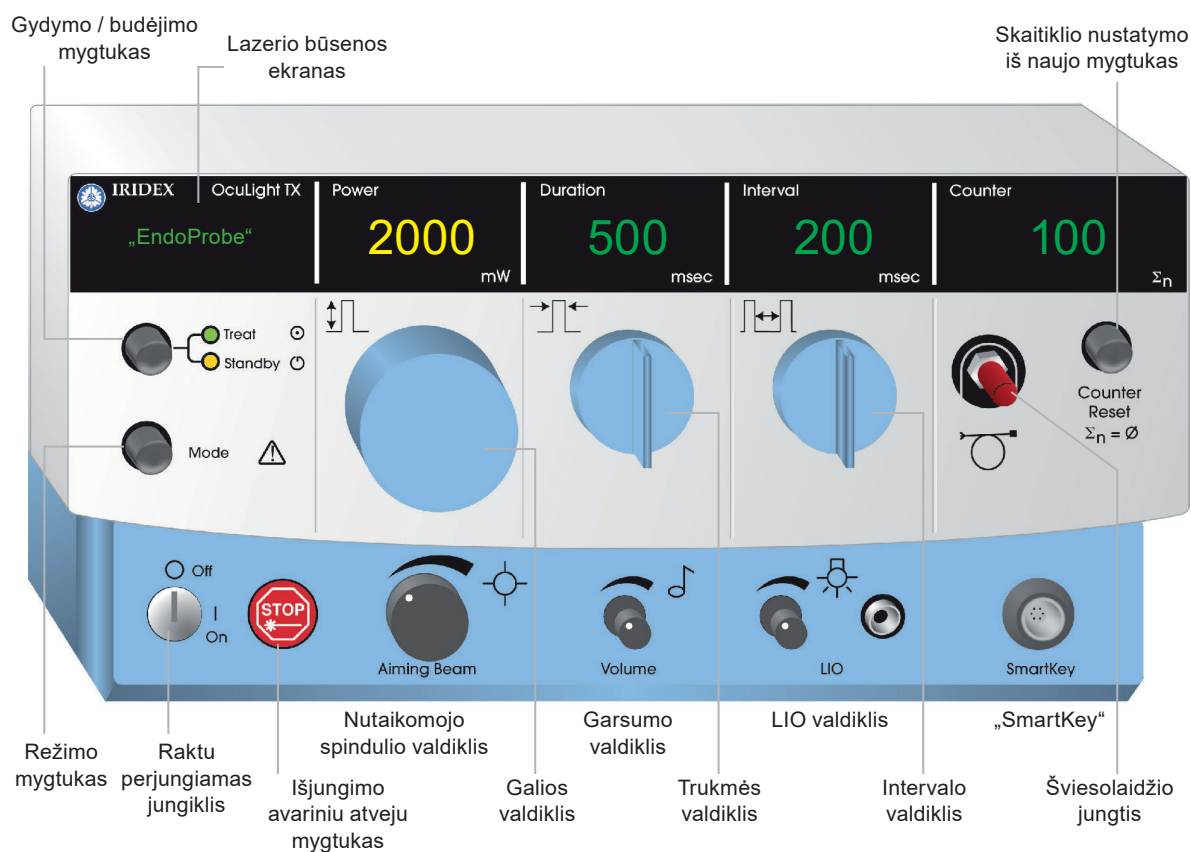 Gydymo / budėjimo
mygtukas
Lazerio būsenos
ekranas
Skaitiklio nustatymo
iš naujo mygtukas
IRIDEX OcuLight TX
„EndoProbe“
Power
2000
mW
Duration
500
msec
Interval
200
msec
Counter
100
Σn
Treat
Standby
Mode
Counter
Reset
Σn = Ø
Off
On
STOP
Aiming Beam
Volume
LIO
SmartKey
Nutaikomojo
spindulio valdiklis
Garsumo
valdiklis
LIO valdiklis
„SmartKey“
Režimo
mygtukas
Raktu
perjungiamas
jungiklis
Išjungimo
avariniu atveju
mygtukas
Galios
valdiklis
Trukmės
valdiklis
Intervalo
valdiklis
Šviesolaidžio
jungtis